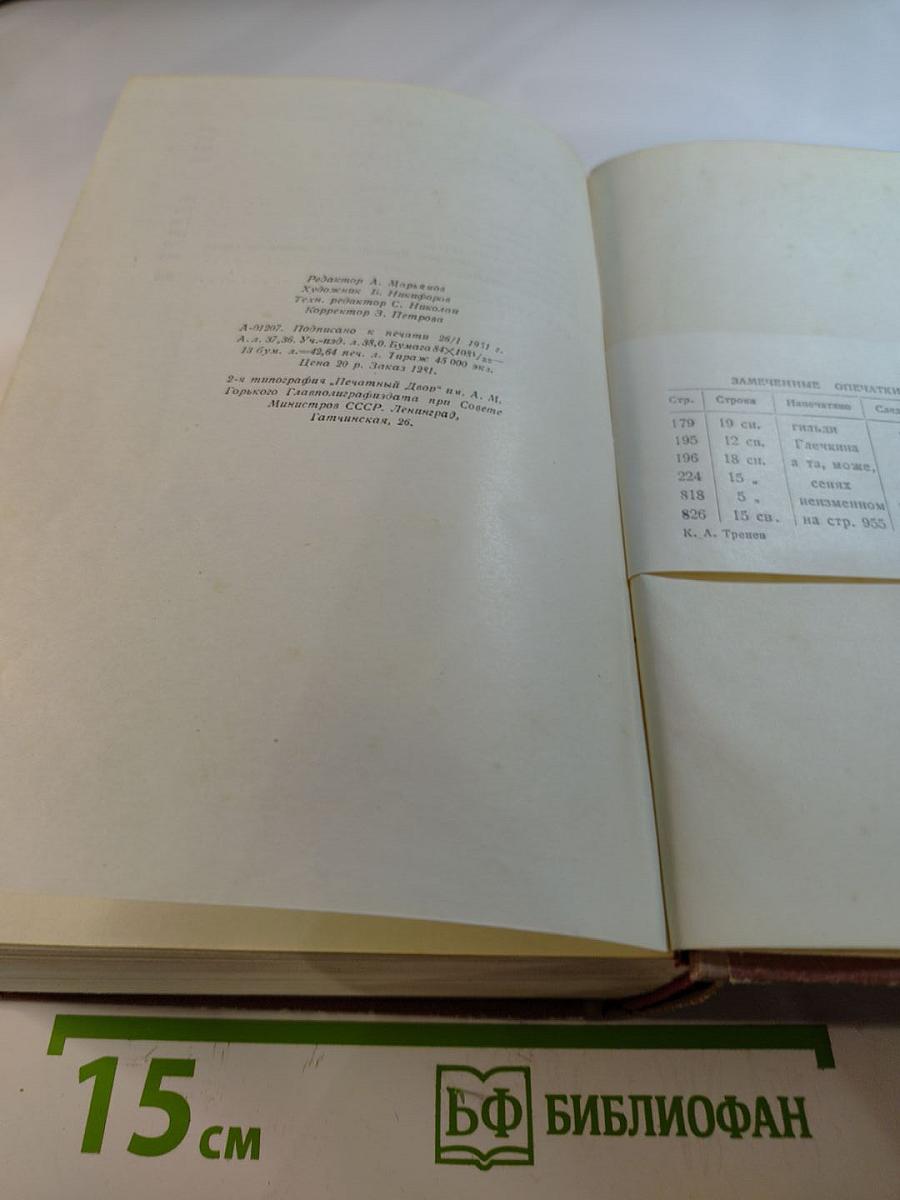 Редактор А. Марьямов
Художник Б. Никифоров
Техн. редактор С. Николаи
Корректор З. Петрова
А-01207. Подписано к печати 26/I 1951 г.
А. л. 37,36. Уч.-изд. л. 38,0. Бумага 84×108¹/₃₂—
13 бум. л.=42,64 печ. л. Тираж 45 000 экз.
Цена 20 р. Заказ 1281.
2-я типография „Печатный Двор“ им. А. М.
Горького Главполиграфиздата при Совете
Министров СССР. Ленинград,
Гатчинская, 26.
ЗАМЕЧЕННЫЕ ОПЕЧАТКИ
Стр. Строка Напечатано
179 19 сн. гильди
195 12 сн. Глечкина
196 18 сн. а та, може,
224 15 „ сенях
818 5 „ неизменном
826 15 св. на стр. 955
К. А. Тренев
15 см
БФ БИБЛИОФАН